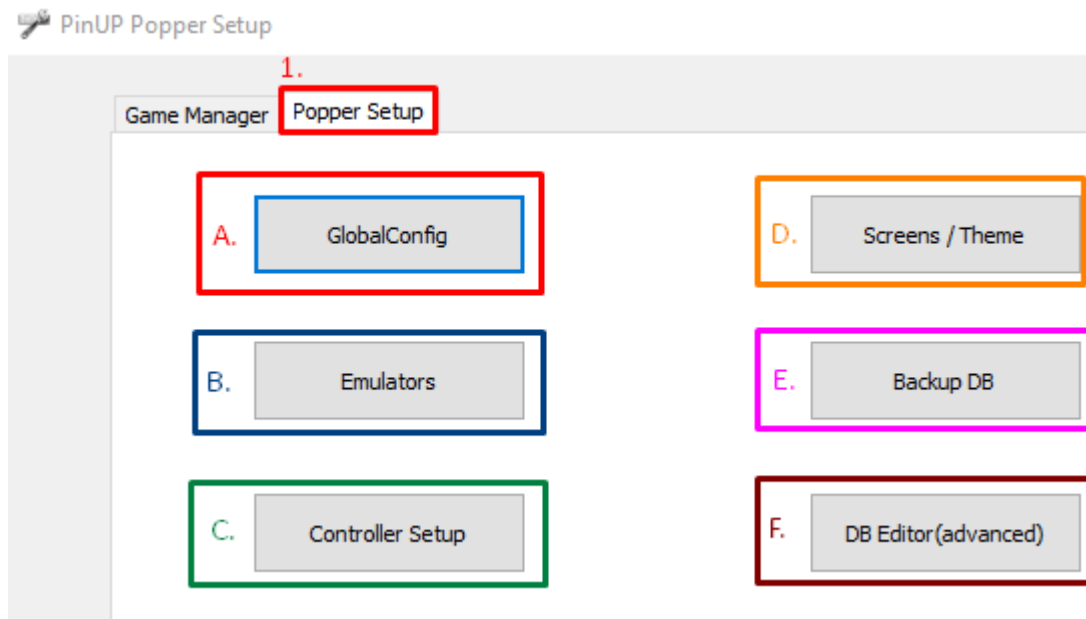 PinUP Popper Setup
1.
Game Manager Popper Setup
A. GlobalConfig
D. Screens / Theme
B. Emulators
E. Backup DB
C. Controller Setup
F. DB Editor(advanced)